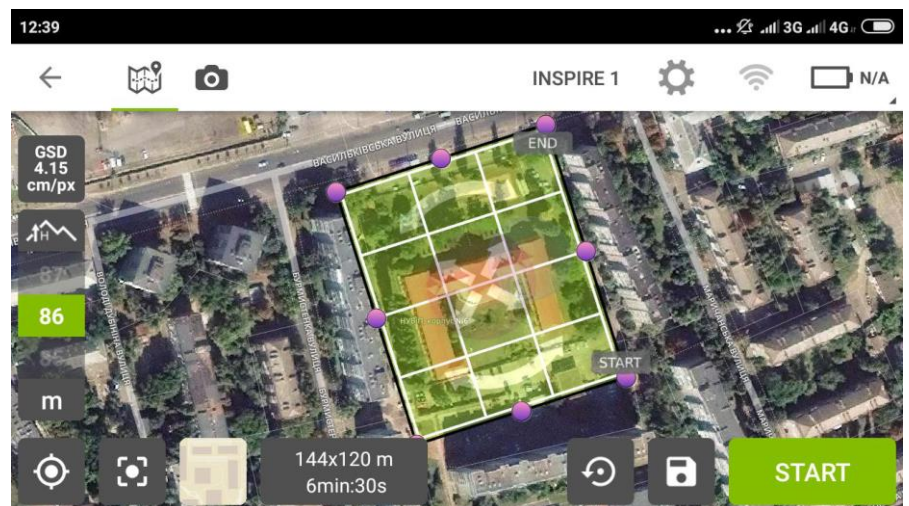 12:39
... 3G 4G
INSPIRE 1
N/A
GSD
4.15
cm/px
H
86
m
ВАСИЛЬКІВСЬКА ВУЛИЦЯ
END
START
144x120 m
6min:30s
START